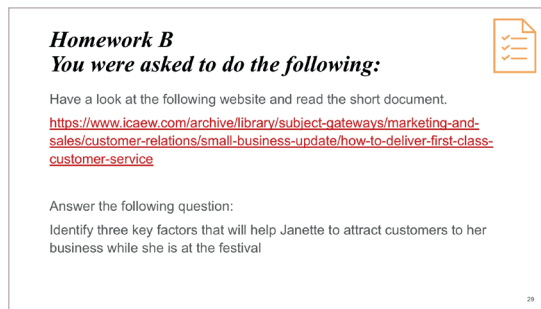 Homework B
You were asked to do the following:
Have a look at the following website and read the short document.
https://www.icaew.com/archive/library/subject-gateways/marketing-and-
sales/customer-relations/small-business-update/how-to-deliver-first-class-
customer-service
Answer the following question:
Identify three key factors that will help Janette to attract customers to her
business while she is at the festival
29